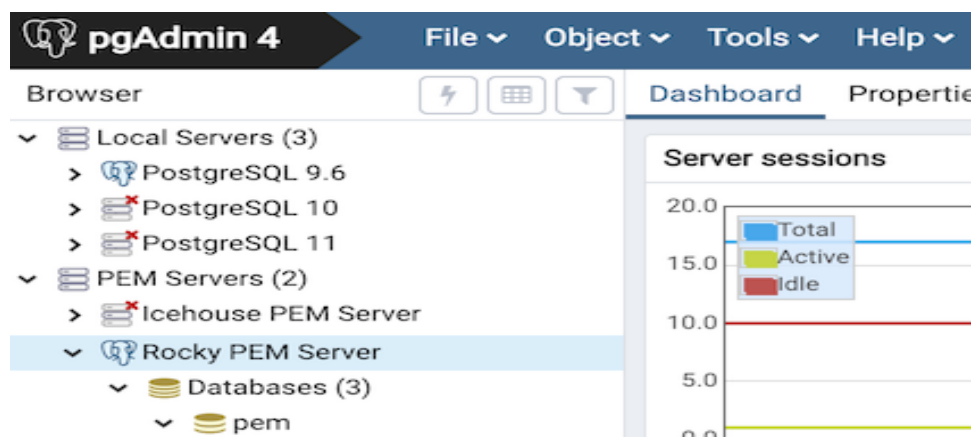 pgAdmin 4 File Object Tools Help
Browser Dashboard
Local Servers (3)
PostgreSQL 9.6
PostgreSQL 10
PostgreSQL 11
PEM Servers (2)
Icehouse PEM Server
Rocky PEM Server
Databases (3)
pem
Server sessions
20.0
Total
15.0
Active
Idle
10.0
5.0